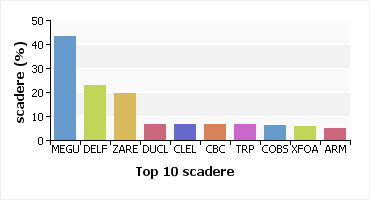 50
40
30
20
10
0
scadere (%)
MEGU DELF ZARE DUCL CLEL CBC TRP COBS XFOA ARM
Top 10 scadere